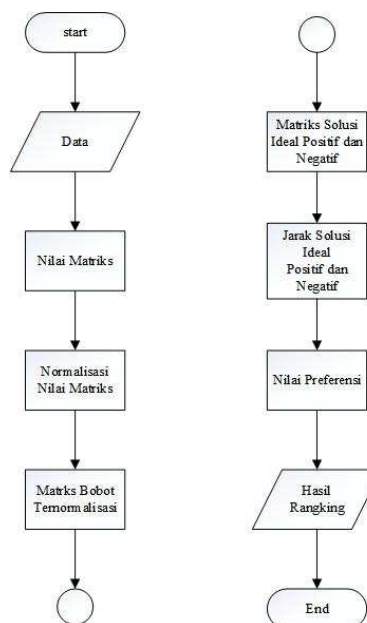 start
Data
Nilai Matriks
Normalisasi
Nilai Matriks
Matrks Bobot
Ternormalisasi
Matriks Solusi
Ideal Positif dan
Negatif
Jarak Solusi
Ideal
Positif dan
Negatif
Nilai Preferensi
Hasil
Rangking
End